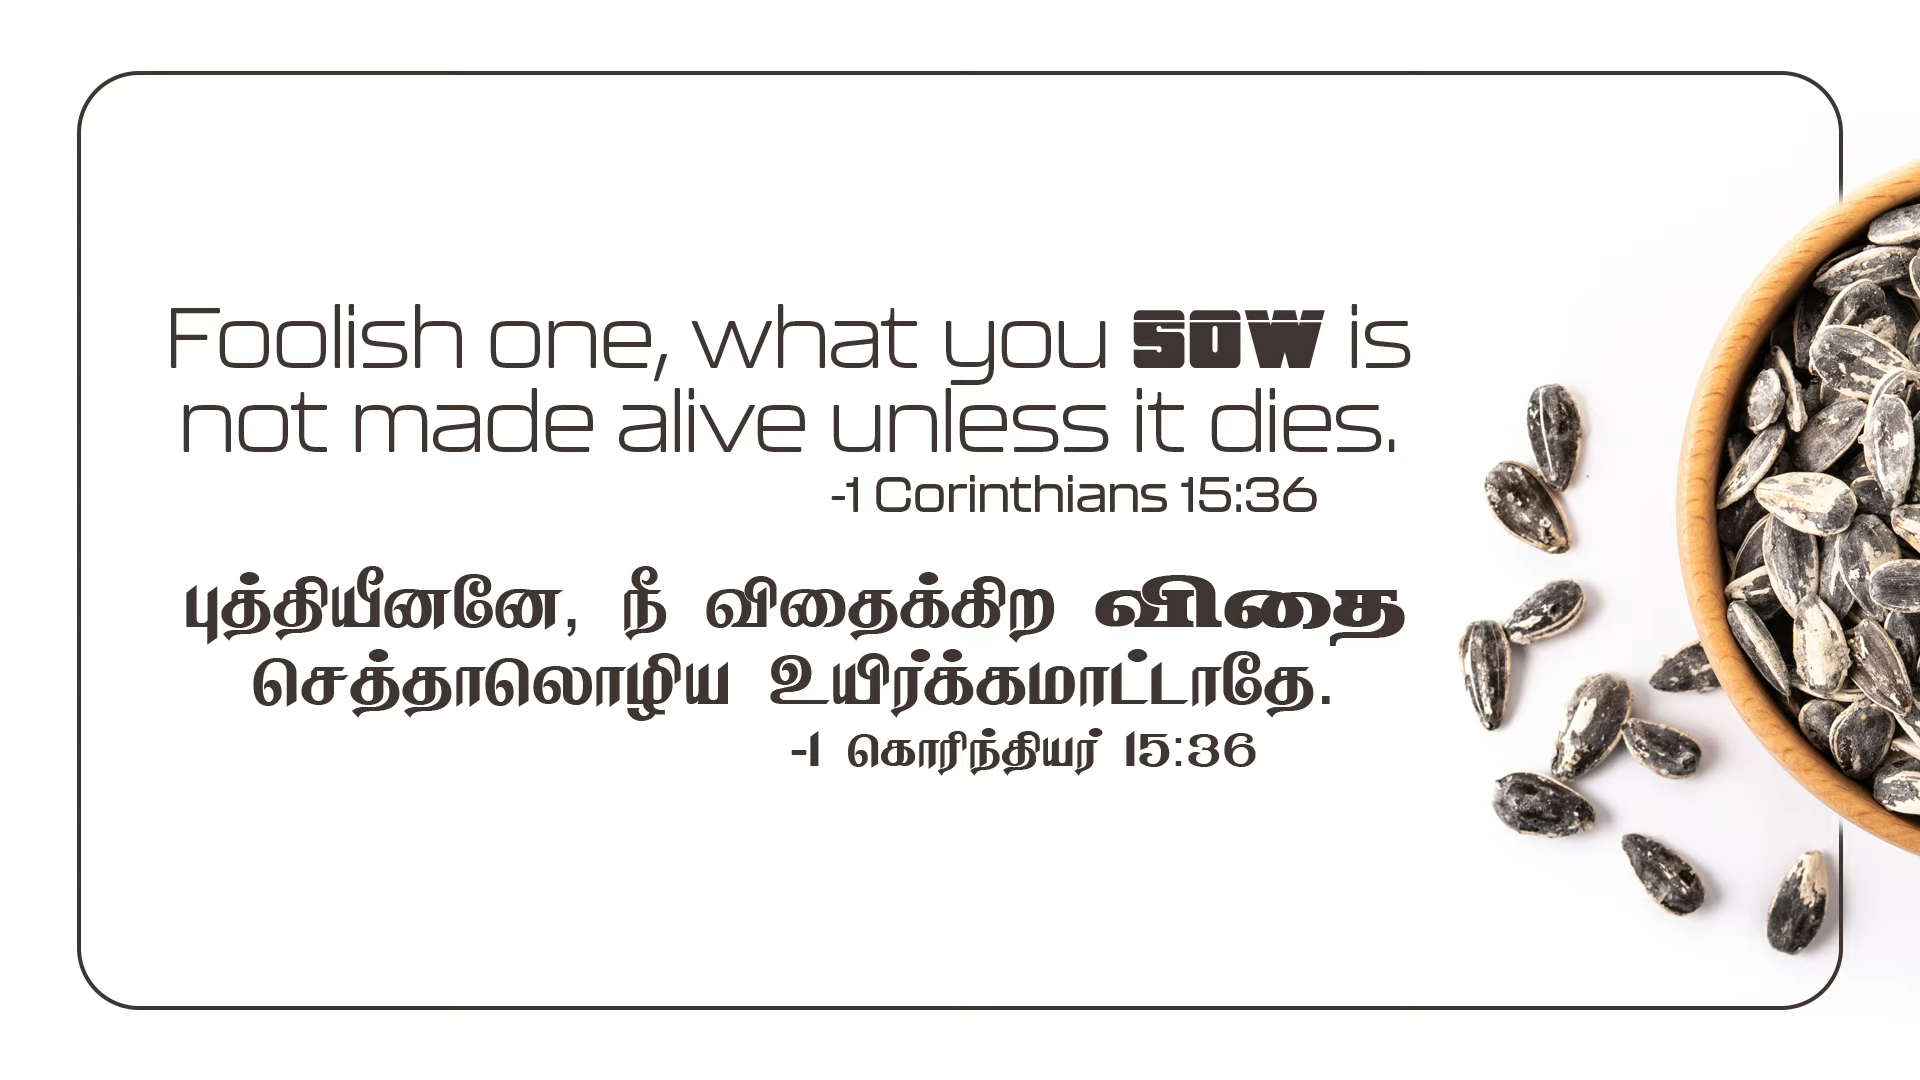 Foolish one, what you SOW is
not made alive unless it dies.
-1 Corinthians 15:36
புத்தியீனனே, நீ விதைக்கிற விதை
செத்தாலொழிய உயிர்க்கமாட்டாதே.
-1 கொரிந்தியர் 15:36